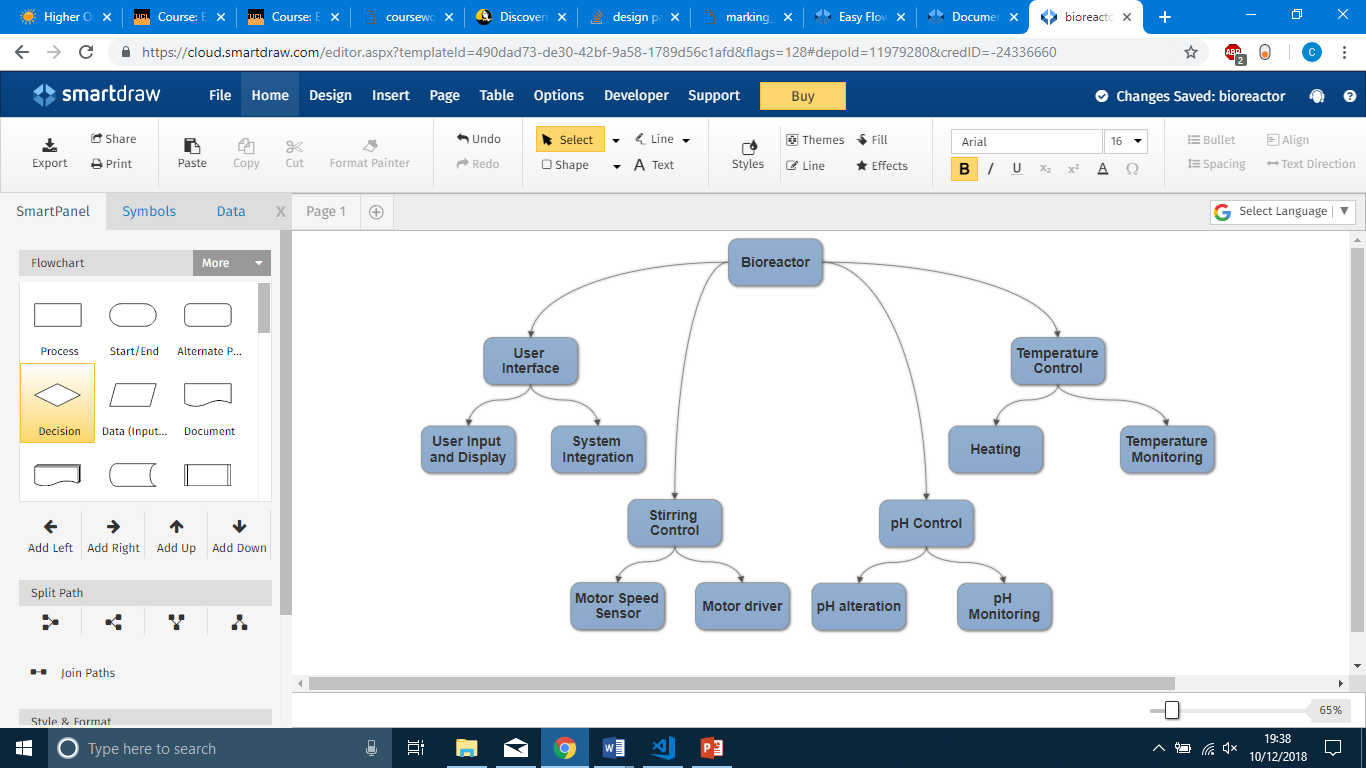 Higher O
Course: E
Course: E
coursewo
Discoveri
design pa
marking_
Easy Flow
Documen
bioreacto
https://cloud.smartdraw.com/editor.aspx?templateId=490dad73-de30-42bf-9a58-1789d56c1afd&flags=128#depoId=11979280&credID=-24336660
ABP
2
C
smartdraw
File Home Design Insert Page Table Options Developer Support Buy
Changes Saved: bioreactor
Export
Share
Print
Paste
Copy
Cut
Format Painter
Undo
Redo
Select
Line
Shape
Text
Styles
Themes
Fill
Line
Effects
Arial
16
B I U x₂ x² A Ω
Bullet
Align
Spacing
Text Direction
SmartPanel Symbols Data X
Page 1
Select Language
Flowchart
More
Process
Start/End
Alternate P...
Decision
Data (Input...
Document
Add Left
Add Right
Add Up
Add Down
Split Path
Join Paths
Style & Format
Bioreactor
User
Interface
Temperature
Control
User Input
and Display
System
Integration
Heating
Temperature
Monitoring
Stirring
Control
pH Control
Motor Speed
Sensor
Motor driver
pH alteration
pH
Monitoring
65%
Type here to search
19:38
10/12/2018